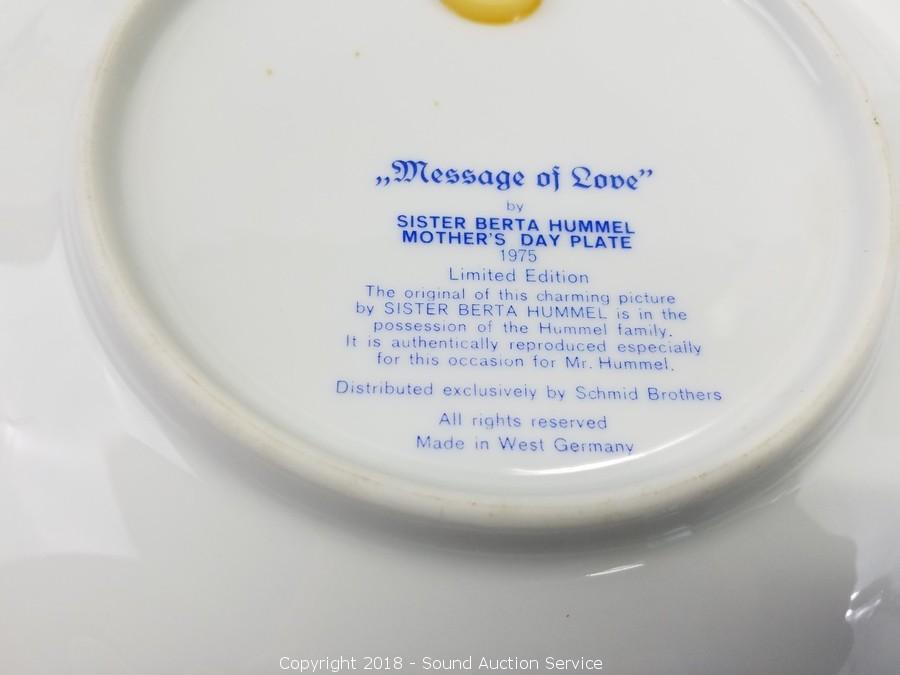 „Message of Love”
by
SISTER BERTA HUMMEL
MOTHER'S DAY PLATE
1975
Limited Edition
The original of this charming picture
by SISTER BERTA HUMMEL is in the
possession of the Hummel family.
It is authentically reproduced especially
for this occasion for Mr. Hummel.
Distributed exclusively by Schmid Brothers
All rights reserved
Made in West Germany
Copyright 2018 - Sound Auction Service